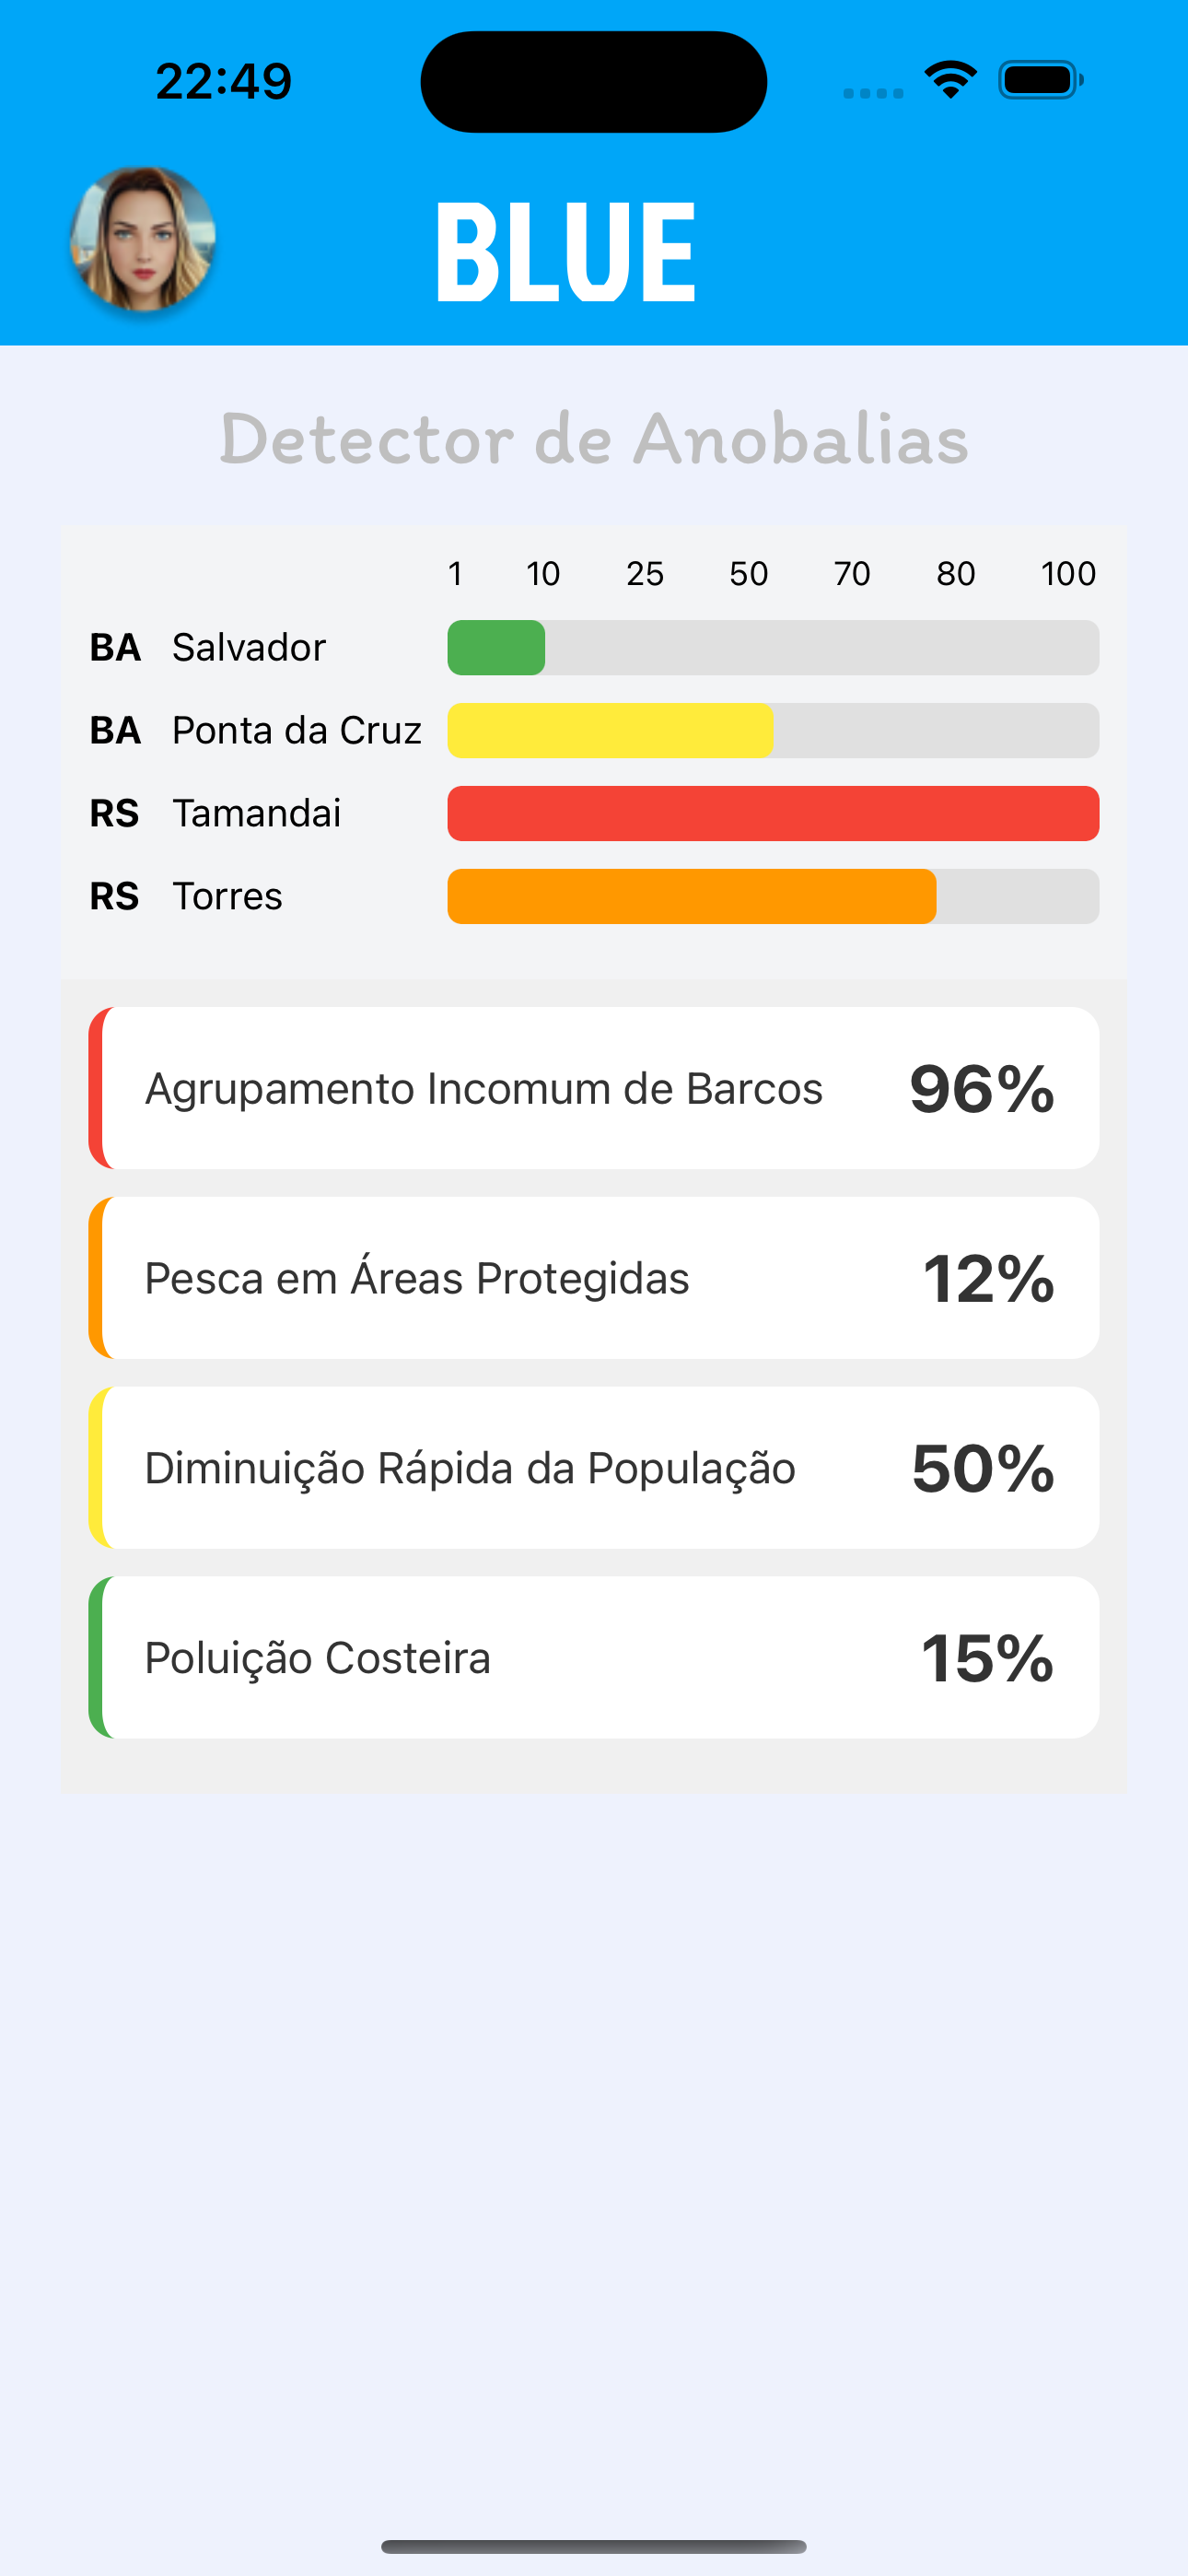 22:49
BLUE
Detector de Anobalias
1 10 25 50 70 80 100
BA Salvador
BA Ponta da Cruz
RS Tamandai
RS Torres
Agrupamento Incomum de Barcos 96%
Pesca em Áreas Protegidas 12%
Diminuição Rápida da População 50%
Poluição Costeira 15%